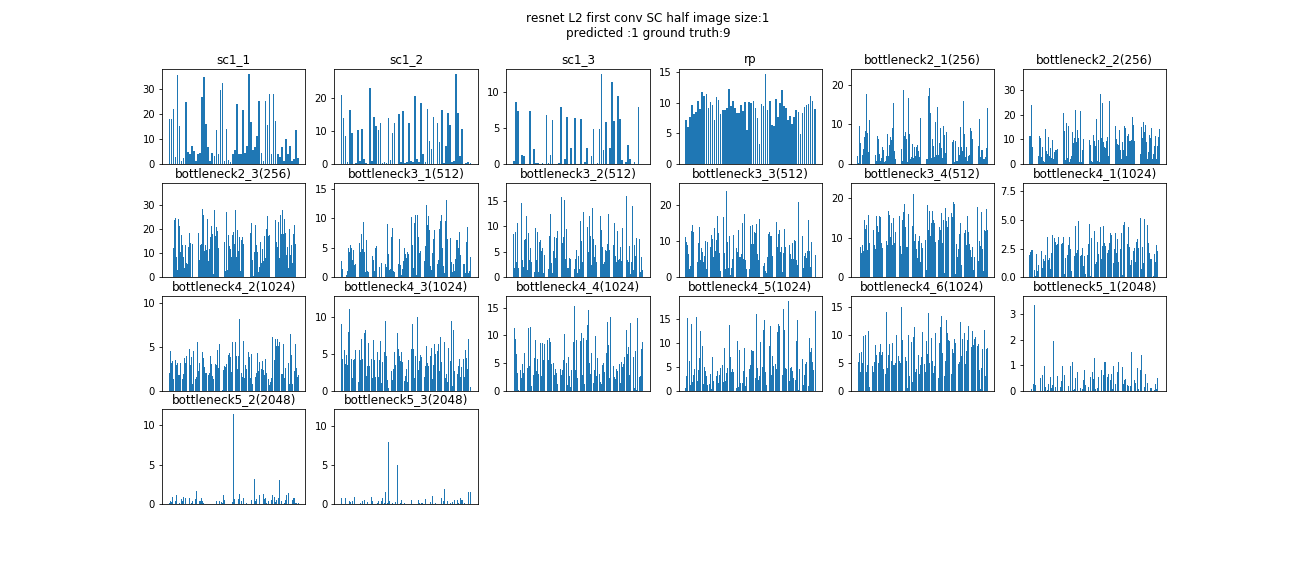 resnet L2 first conv SC half image size:1
predicted :1 ground truth:9
sc1_1 sc1_2 sc1_3 rp bottleneck2_1(256) bottleneck2_2(256)
30 20 10 0
20 10 0
10 5 0
15 10 5 0
20 10 0
30 20 10 0
bottleneck2_3(256) bottleneck3_1(512) bottleneck3_2(512) bottleneck3_3(512) bottleneck3_4(512) bottleneck4_1(1024)
30 20 10 0
15 10 5 0
15 10 5 0
20 10 0
20 10 0
7.5 5.0 2.5 0.0
bottleneck4_2(1024) bottleneck4_3(1024) bottleneck4_4(1024) bottleneck4_5(1024) bottleneck4_6(1024) bottleneck5_1(2048)
10 5 0
10 5 0
15 10 5 0
15 10 5 0
15 10 5 0
3 2 1 0
bottleneck5_2(2048) bottleneck5_3(2048)
10 5 0
10 5 0